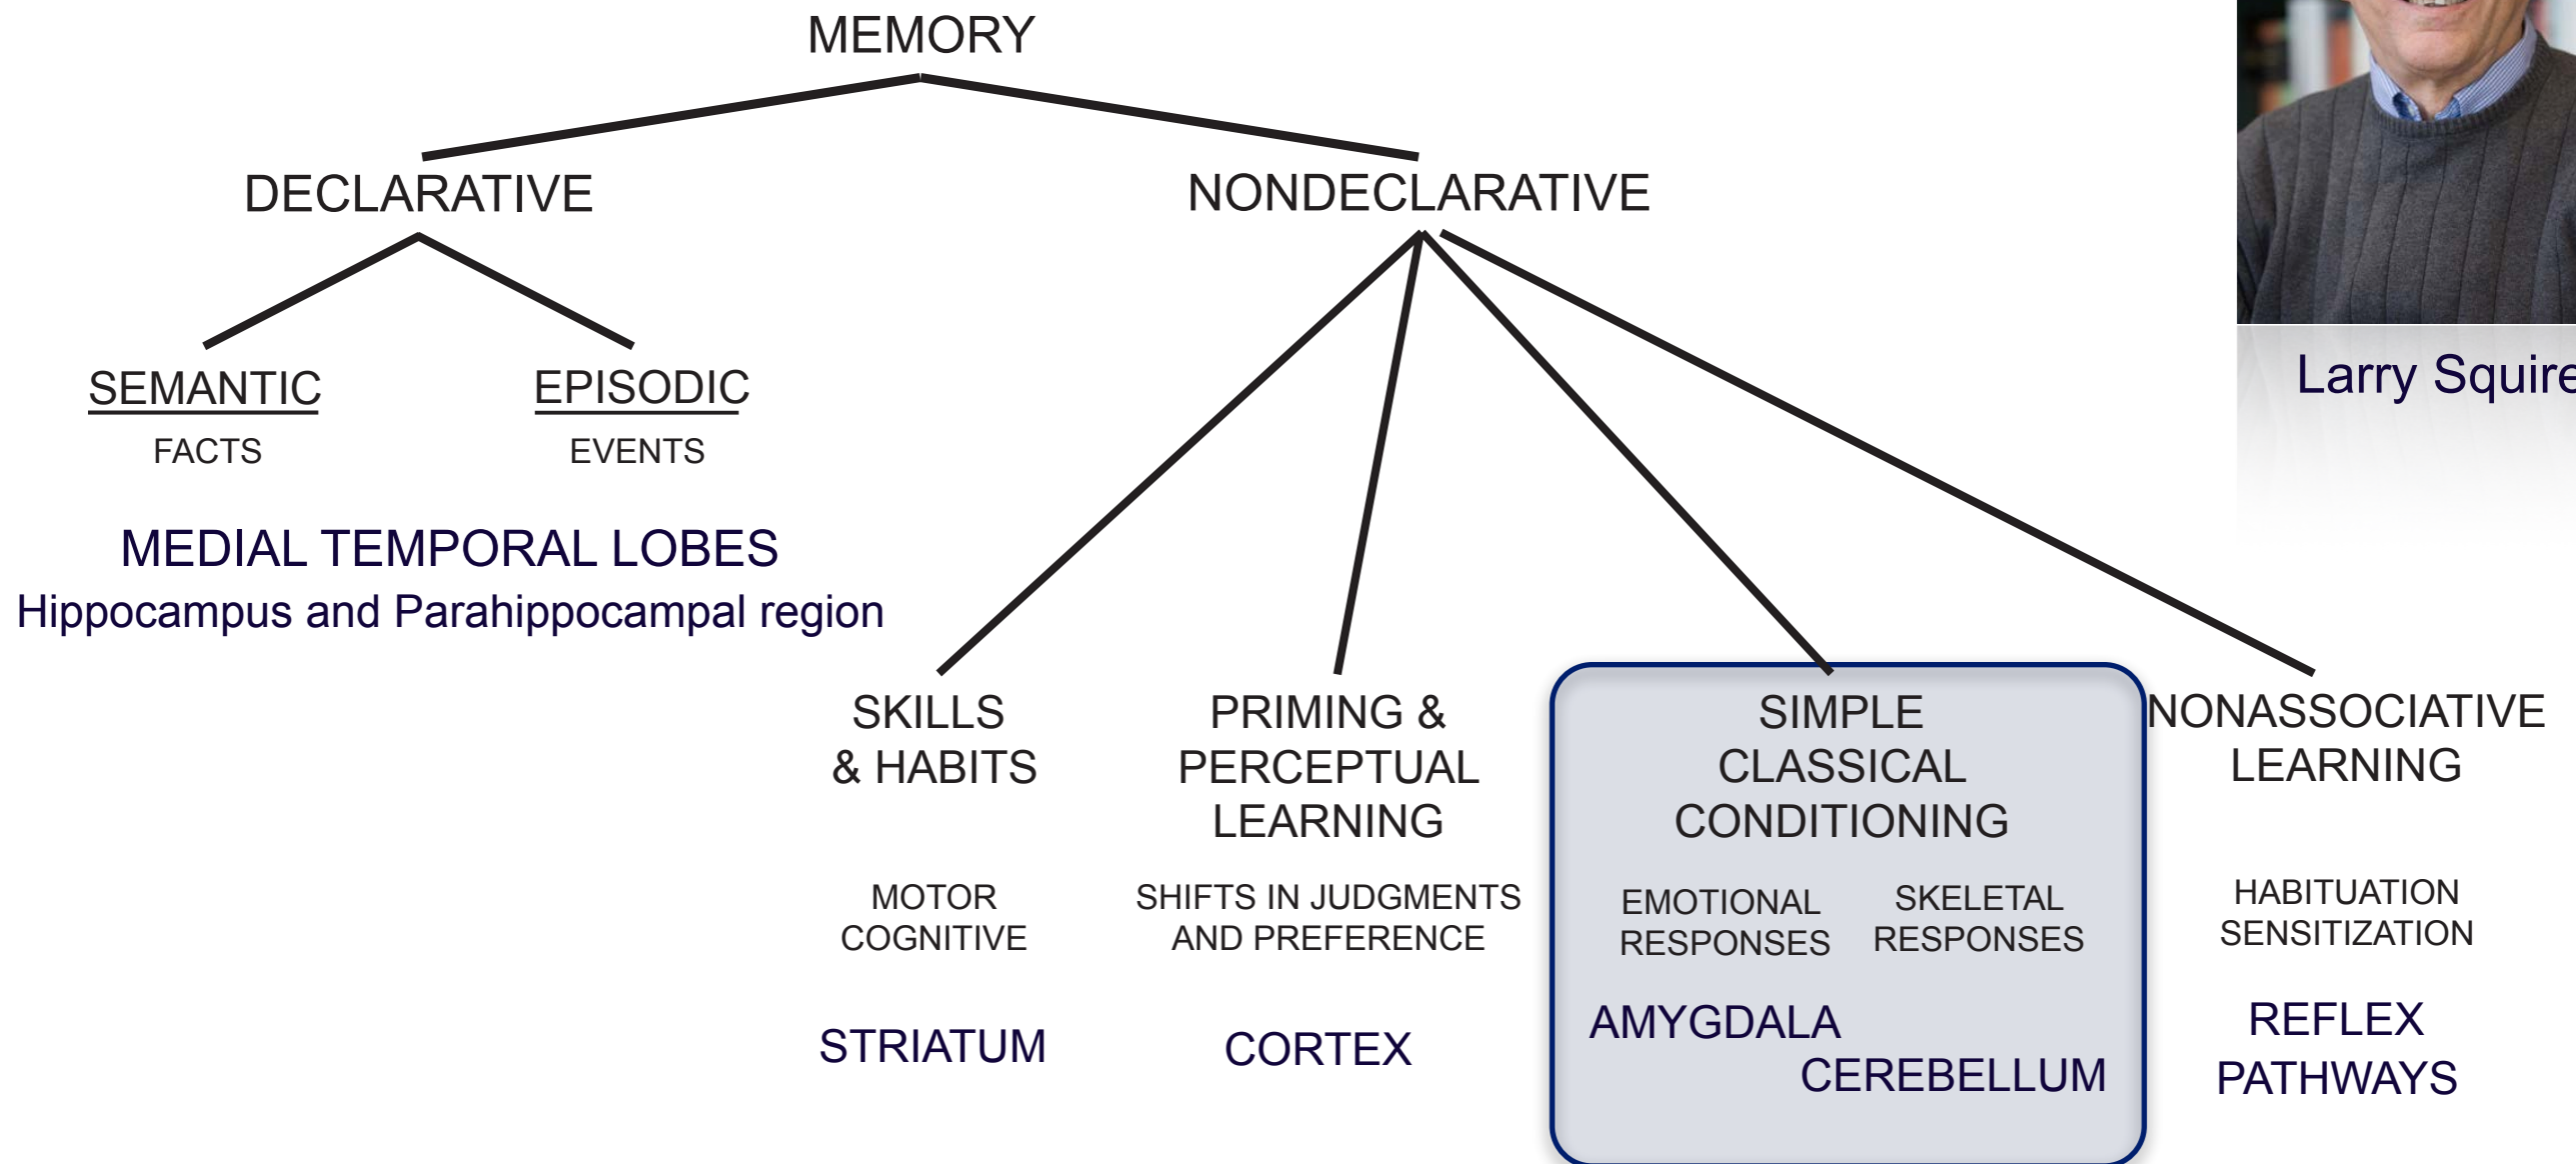 MEMORY
DECLARATIVE
NONDECLARATIVE
SEMANTIC
FACTS
EPISODIC
EVENTS
MEDIAL TEMPORAL LOBES
Hippocampus and Parahippocampal region
Larry Squire
SKILLS
& HABITS
MOTOR
COGNITIVE
STRIATUM
PRIMING &
PERCEPTUAL
LEARNING
SHIFTS IN JUDGMENTS
AND PREFERENCE
CORTEX
SIMPLE
CLASSICAL
CONDITIONING
EMOTIONAL
RESPONSES
SKELETAL
RESPONSES
AMYGDALA
CEREBELLUM
NONASSOCIATIVE
LEARNING
HABITUATION
SENSITIZATION
REFLEX
PATHWAYS